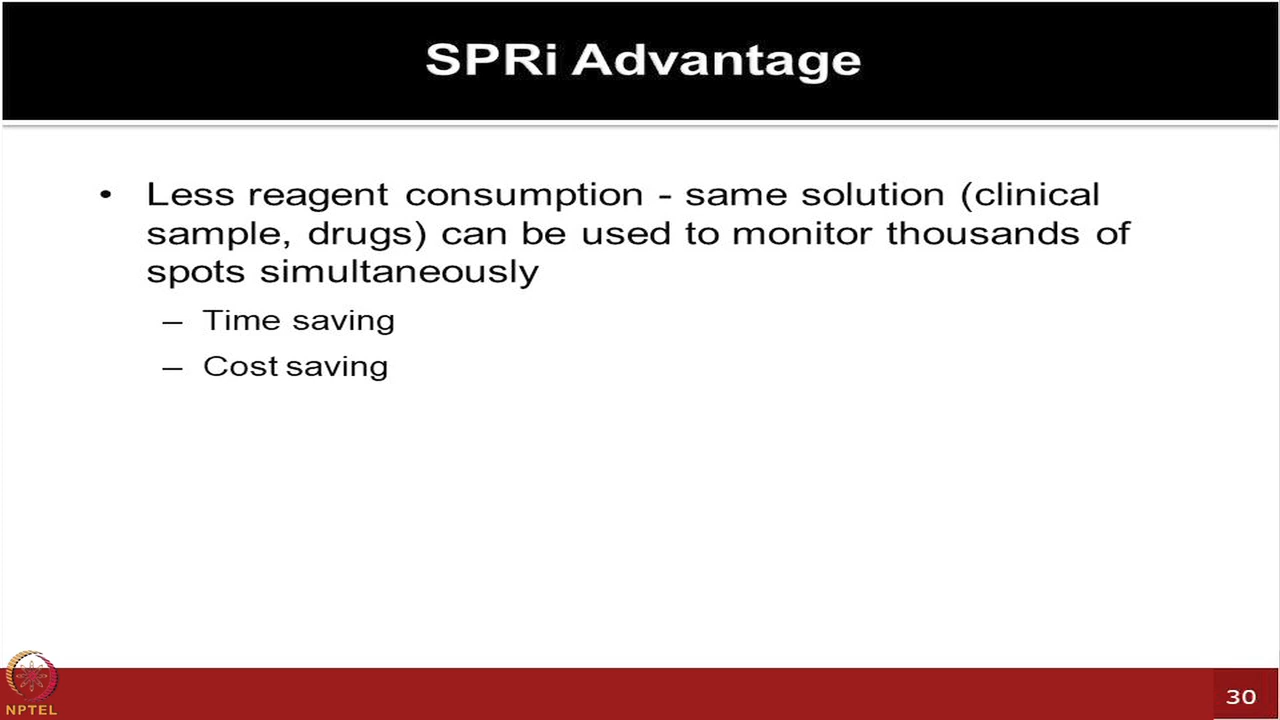 SPRi Advantage
• Less reagent consumption - same solution (clinical
sample, drugs) can be used to monitor thousands of
spots simultaneously
– Time saving
– Cost saving
NPTEL
30